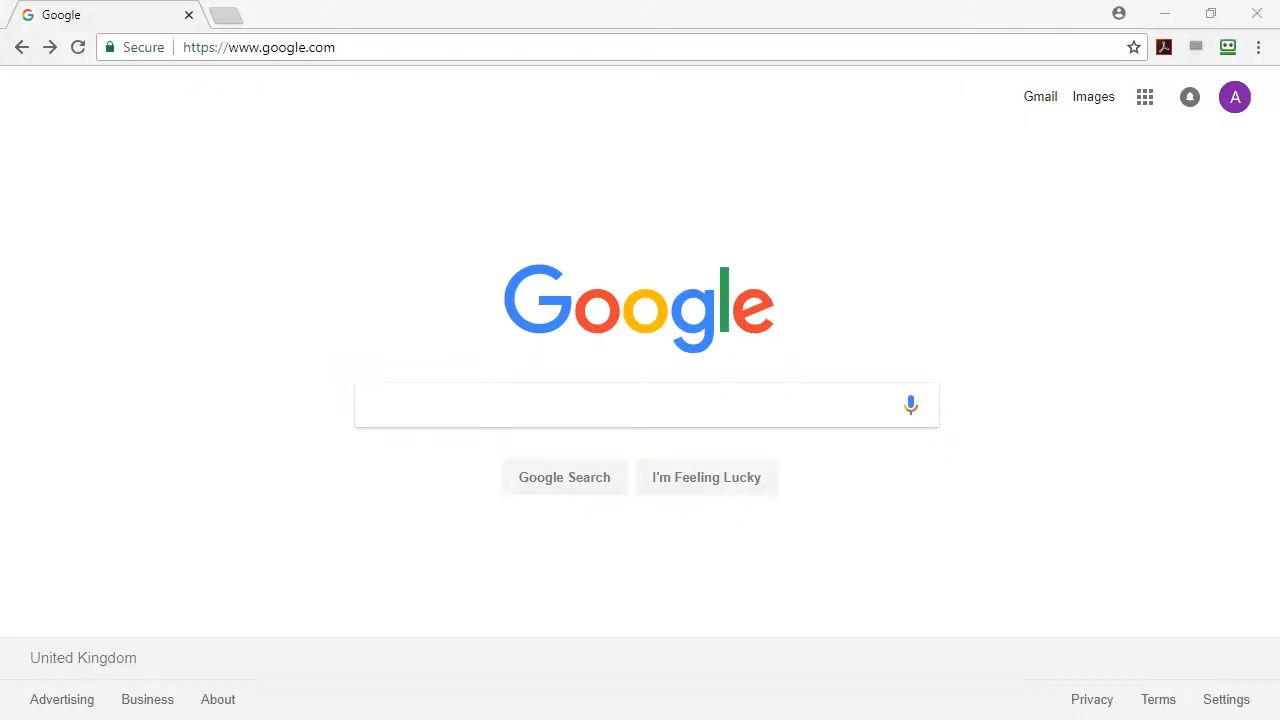 Google
Secure https://www.google.com
Gmail Images A
Google
Google Search I'm Feeling Lucky
United Kingdom
Advertising Business About Privacy Terms Settings